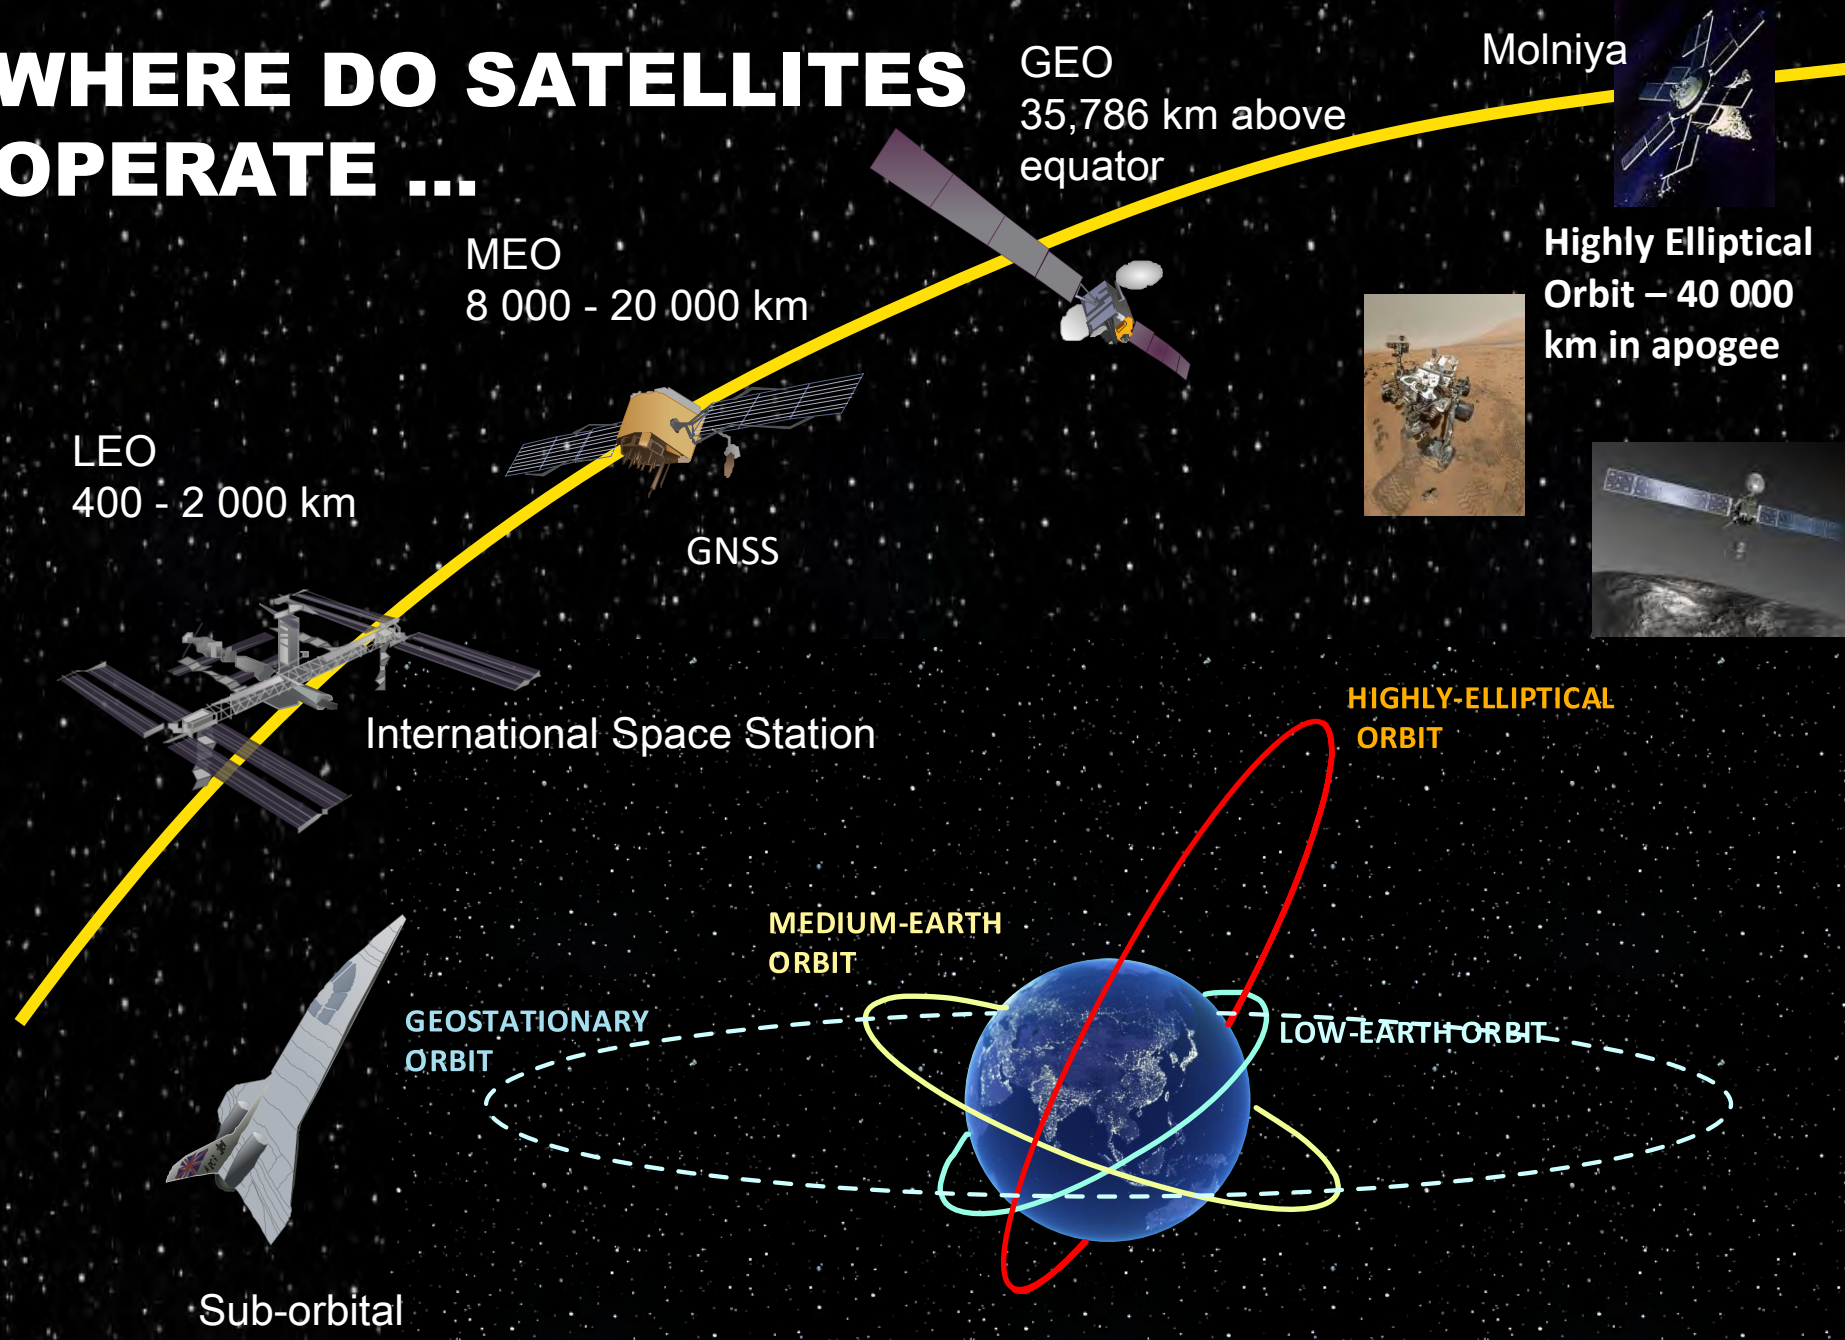 WHERE DO SATELLITES
OPERATE ...
GEO
35,786 km above
equator
Molniya
Highly Elliptical
Orbit – 40 000
km in apogee
MEO
8 000 - 20 000 km
GNSS
LEO
400 - 2 000 km
International Space Station
HIGHLY-ELLIPTICAL
ORBIT
MEDIUM-EARTH
ORBIT
GEOSTATIONARY
ORBIT
LOW-EARTH ORBIT
Sub-orbital